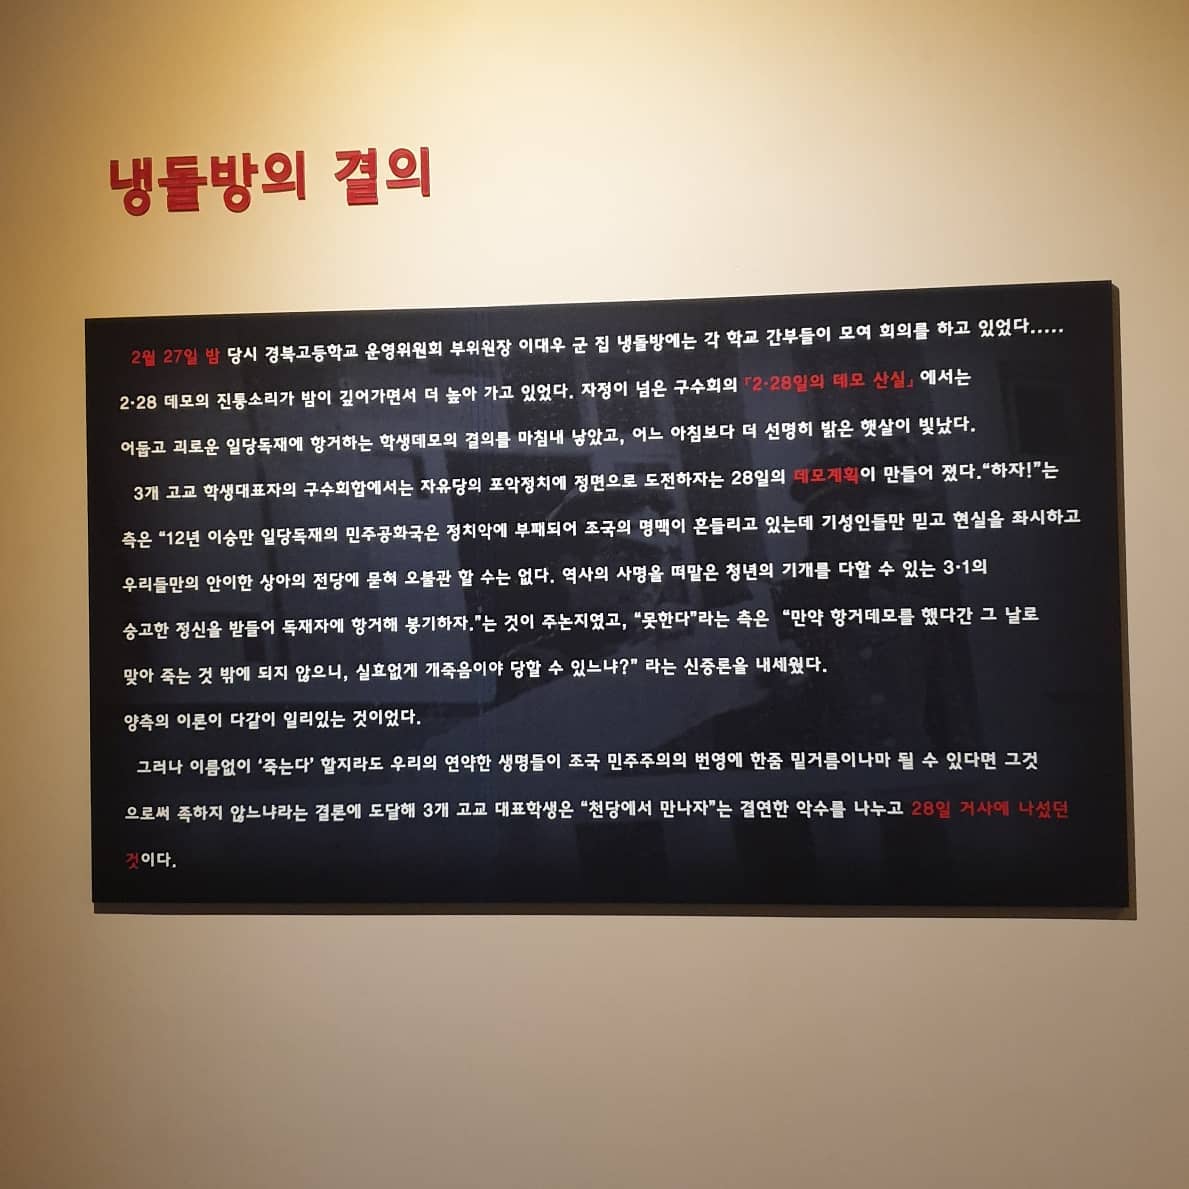 냉돌방의 결의
2월 27일 밤 당시 경북고등학교 운영위원회 부위원장 이대우 군 집 냉돌방에는 각 학교 간부들이 모여 회의를 하고 있었다.....
2·28 데모의 진통소리가 밤이 깊어가면서 더 높아 가고 있었다. 자정이 넘은 구수회의 「2·28일의 데모 산실」 에서는
어둡고 괴로운 일당독재에 항거하는 학생데모의 결의를 마침내 낳았고, 어느 아침보다 더 선명히 밝은 햇살이 빛났다.
3개 고교 학생대표자의 구수회합에서는 자유당의 포악정치에 정면으로 도전하자는 28일의 데모계획이 만들어 졌다.“하자!”는
측은 “12년 이승만 일당독재의 민주공화국은 정치악에 부패되어 조국의 명맥이 흔들리고 있는데 기성인들만 믿고 현실을 좌시하고
우리들만의 안이한 상아의 전당에 묻혀 오불관 할 수는 없다. 역사의 사명을 떠맡은 청년의 기개를 다할 수 있는 3·1의
숭고한 정신을 받들어 독재자에 항거해 봉기하자.”는 것이 주논지였고, “못한다”라는 측은 “만약 항거데모를 했다간 그 날로
맞아 죽는 것 밖에 되지 않으니, 실효없게 개죽음이야 당할 수 있느냐?” 라는 신중론을 내세웠다.
양측의 이론이 다같이 일리있는 것이었다.
그러나 이름없이 ‘죽는다’ 할지라도 우리의 연약한 생명들이 조국 민주주의의 번영에 한줌 밑거름이나마 될 수 있다면 그것
으로써 족하지 않느냐라는 결론에 도달해 3개 고교 대표학생은 “천당에서 만나자”는 결연한 악수를 나누고 28일 거사에 나섰던
것이다.